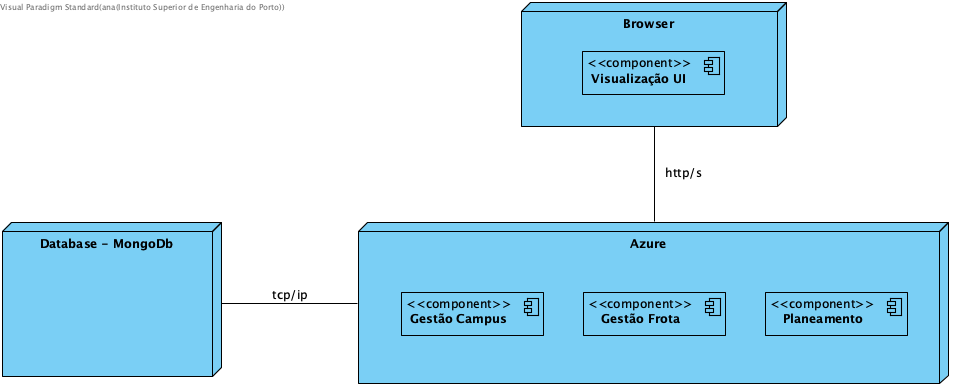 Visual Paradigm Standard(ana(Instituto Superior de Engenharia do Porto))
Browser
<<component>>
Visualização UI
http/s
Database - MongoDb
tcp/ip
Azure
<<component>>
Gestão Campus
<<component>>
Gestão Frota
<<component>>
Planeamento